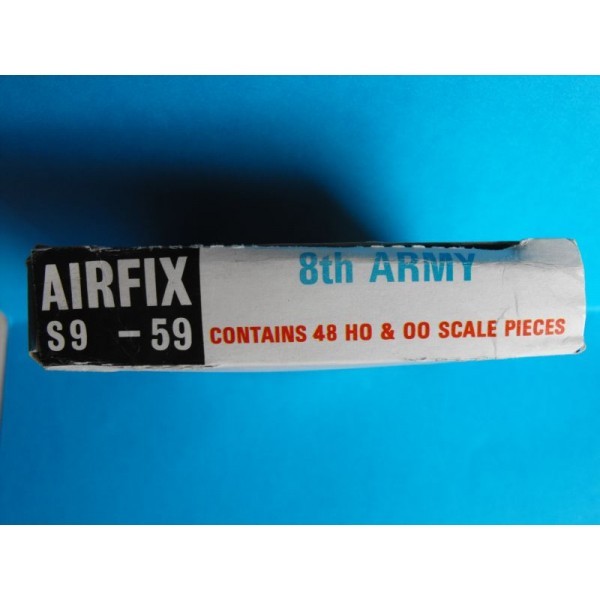 AIRFIX
S9 -59
8th ARMY
CONTAINS 48 HO & OO SCALE PIECES